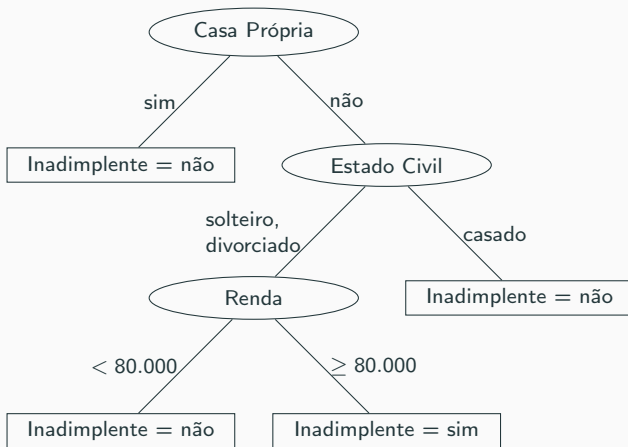 Casa Própria
sim
não
Inadimplente = não
Estado Civil
solteiro,
divorciado
casado
Renda
Inadimplente = não
< 80.000
≥ 80.000
Inadimplente = não
Inadimplente = sim